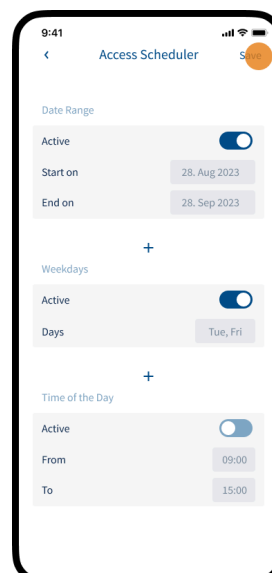 9:41
Access Scheduler Save
Date Range
Active
Start on 28. Aug 2023
End on 28. Sep 2023
+
Weekdays
Active
Days Tue, Fri
+
Time of the Day
Active
From 09:00
To 15:00